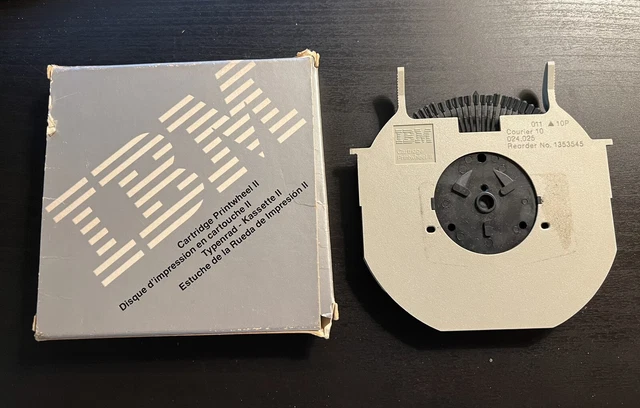 IBM
Cartridge Printwheel II
Disque d'impression en cartouche II
Typenrad - Kassette II
Estuche de la Rueda de Impresión II
IBM
011 ▲ 10P
Courier 10
024,025
Reorder No. 1353545